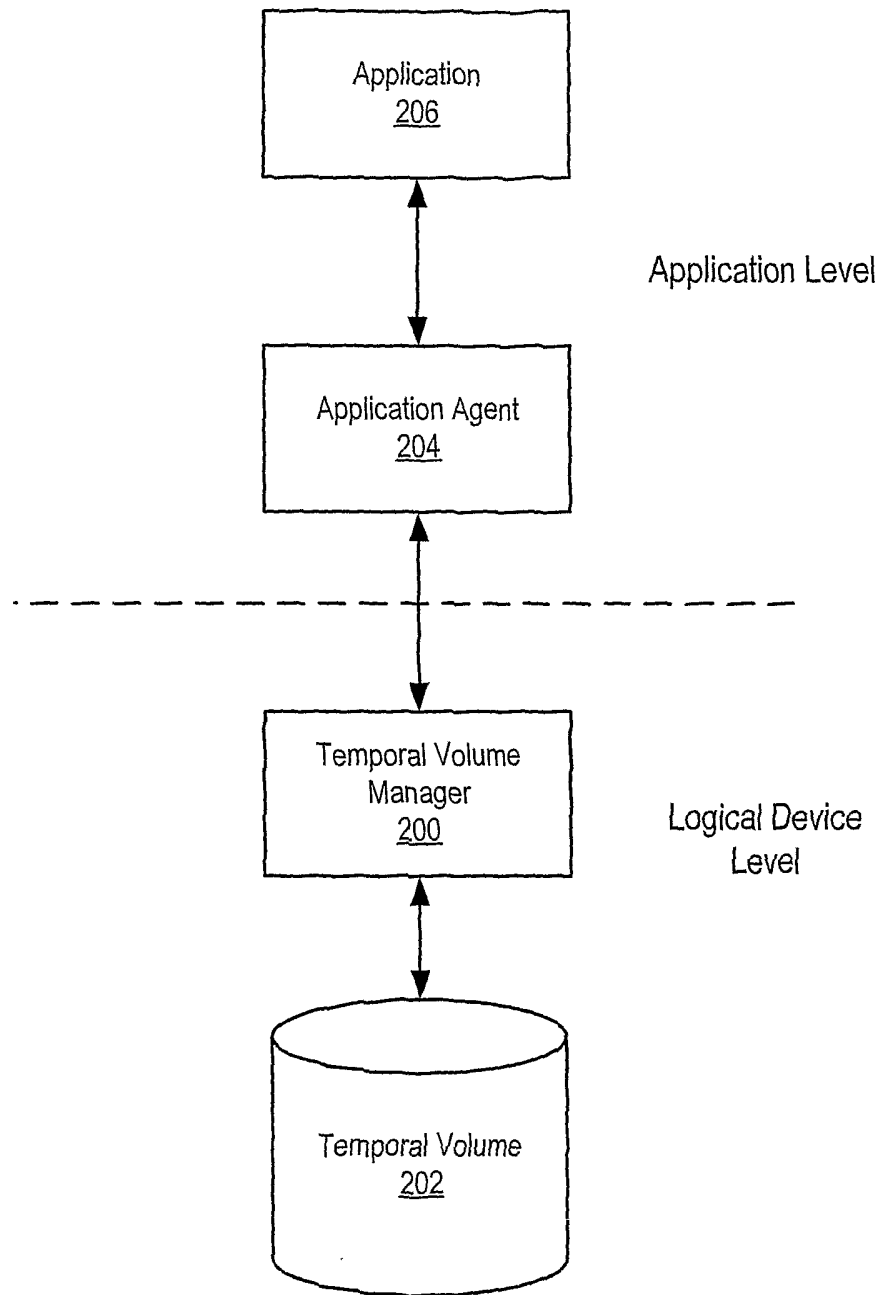 Application
206
Application Level
Application Agent
204
Temporal Volume
Manager
200
Logical Device
Level
Temporal Volume
202